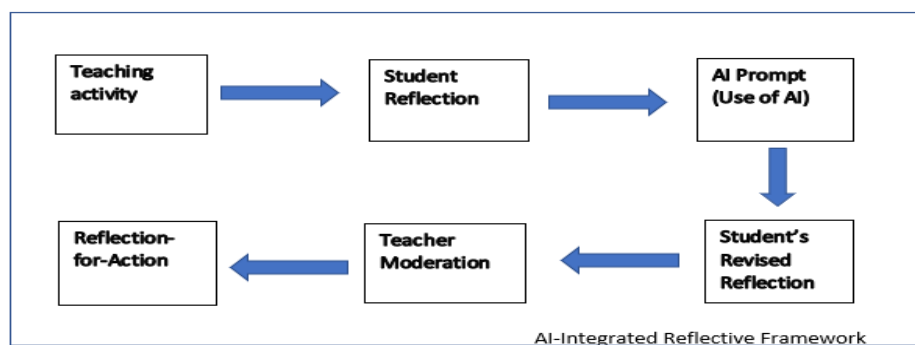 Teaching
activity
Student
Reflection
AI Prompt
(Use of AI)
Student's
Revised
Reflection
Teacher
Moderation
Reflection-
for-Action
AI-Integrated Reflective Framework